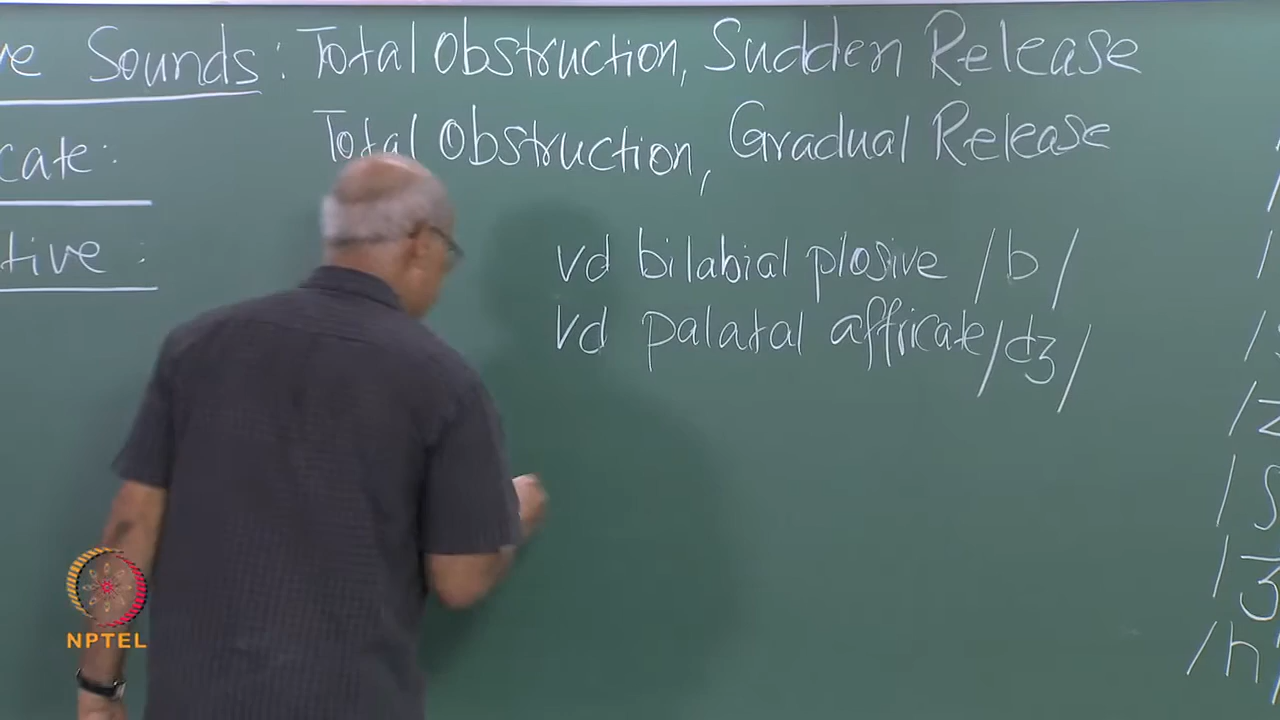 ve Sounds: Total Obstruction, Sudden Release
cate: Total Obstruction, Gradual Release
tive:
vd bilabial plosive /b/
vd palatal affricate /dʒ/
/z
/ʒ
/h/
NPTEL